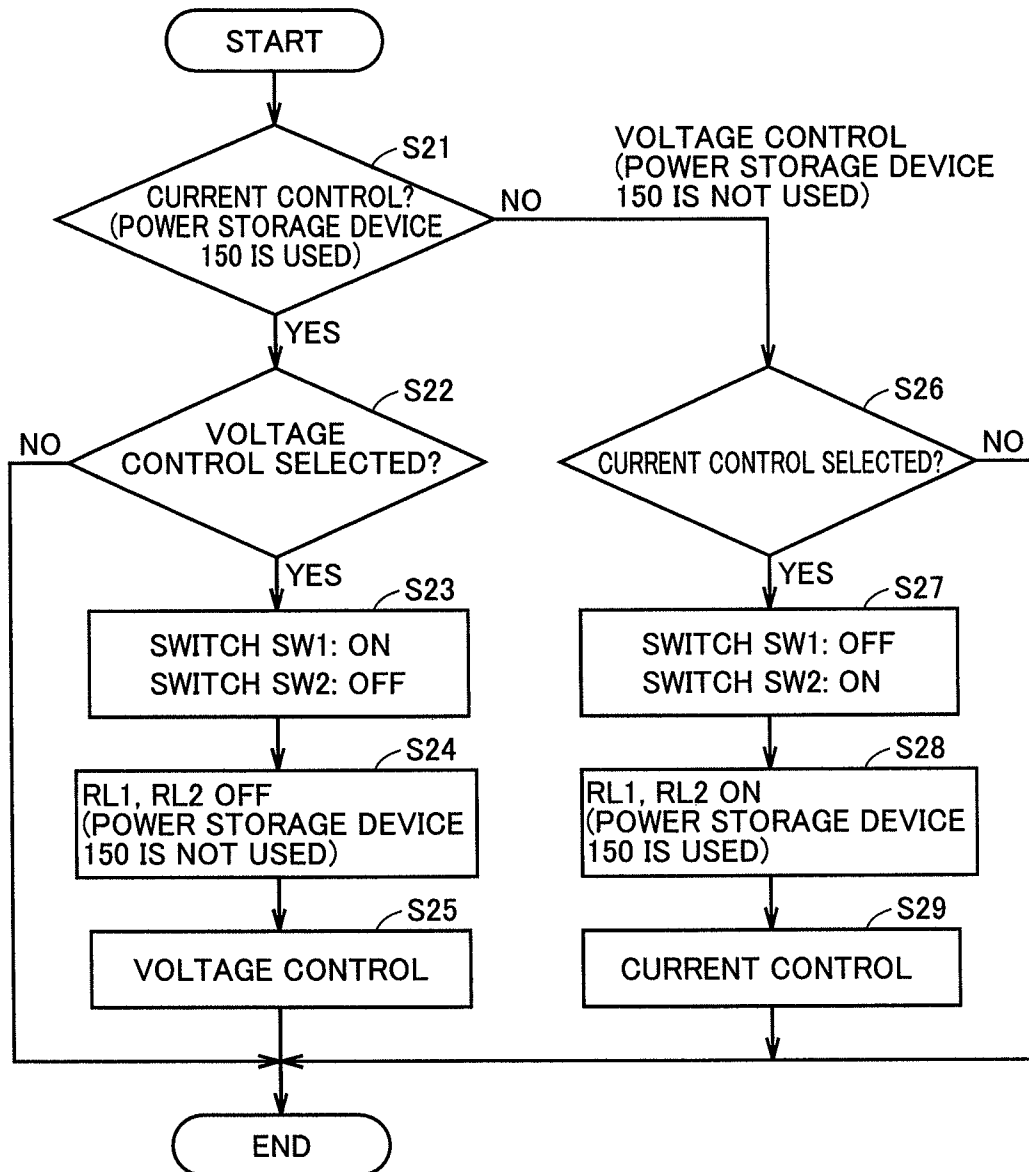 START
S21
CURRENT CONTROL?
(POWER STORAGE DEVICE
150 IS USED)
NO
VOLTAGE CONTROL
(POWER STORAGE DEVICE
150 IS NOT USED)
YES
S22
VOLTAGE
CONTROL SELECTED?
NO
YES
S26
CURRENT CONTROL SELECTED?
NO
YES
S23
SWITCH SW1: ON
SWITCH SW2: OFF
S27
SWITCH SW1: OFF
SWITCH SW2: ON
S24
RL1, RL2 OFF
(POWER STORAGE DEVICE
150 IS NOT USED)
S28
RL1, RL2 ON
(POWER STORAGE DEVICE
150 IS USED)
S25
VOLTAGE CONTROL
S29
CURRENT CONTROL
END